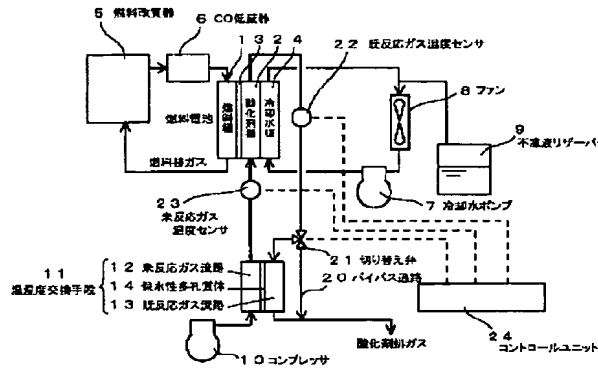 5 燃料改質器
6 CO低減器
1 3 2 4
22 既反応ガス温度センサ
燃料極
酸化剤極
冷却水極
燃料電池
8 ファン
9
不凍液リザーバ
燃料排ガス
23
未反応ガス
温度センサ
7 冷却水ポンプ
21 切り替え弁
20 バイパス通路
11
温湿度交換手段
12 未反応ガス流路
14 保水性多孔質体
13 既反応ガス流路
10 コンプレッサ
酸化剤排ガス
24
コントロールユニット